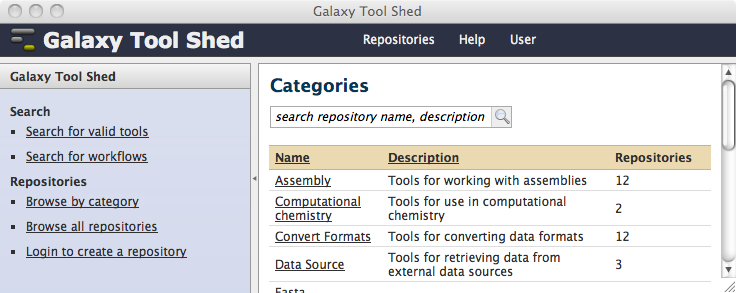 Galaxy Tool Shed
Galaxy Tool Shed
Repositories Help User
Galaxy Tool Shed
Search
Search for valid tools
Search for workflows
Repositories
Browse by category
Browse all repositories
Login to create a repository
Categories
search repository name, description
Name Description Repositories
Assembly Tools for working with assemblies 12
Computational
chemistry
Tools for use in computational
chemistry
2
Convert Formats Tools for converting data formats 12
Data Source
Tools for retrieving data from
external data sources
3
Fasta